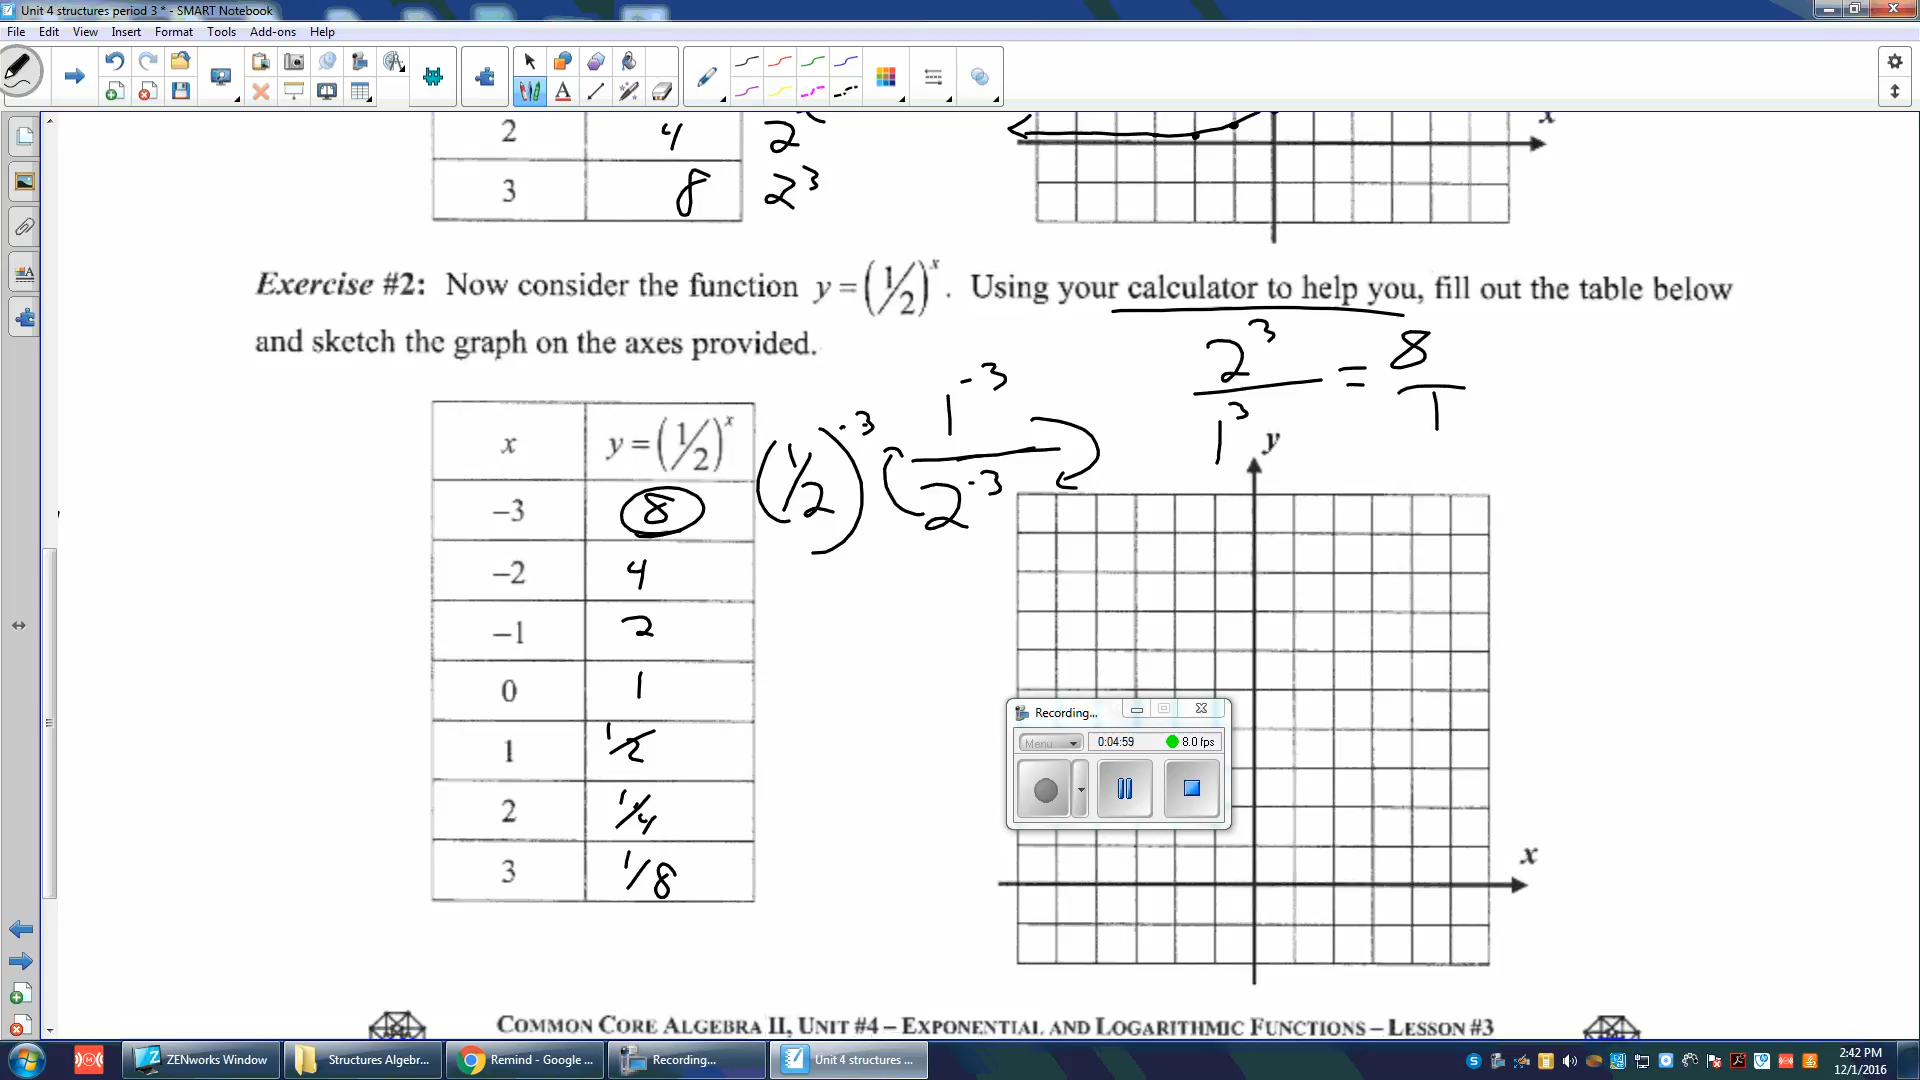 Unit 4 structures period 3 * - SMART Notebook
File Edit View Insert Format Tools Add-ons Help
2 4 2
3 8 2³
x
Exercise #2: Now consider the function y = (1/2)^x. Using your calculator to help you, fill out the table below
and sketch the graph on the axes provided.
2³/1³ = 8/1
x y = (1/2)^x
(1/2)^-3 1^-3/2^-3
-3 8
-2 4
-1 2
0 1
1 1/2
2 1/4
3 1/8
y
x
Recording...
Menu 0:04:59 8.0 fps
COMMON CORE ALGEBRA II, UNIT #4 – EXPONENTIAL AND LOGARITHMIC FUNCTIONS – LESSON #3
ZENworks Window
Structures Algebr...
Remind - Google ...
Recording...
Unit 4 structures ...
2:42 PM
12/1/2016